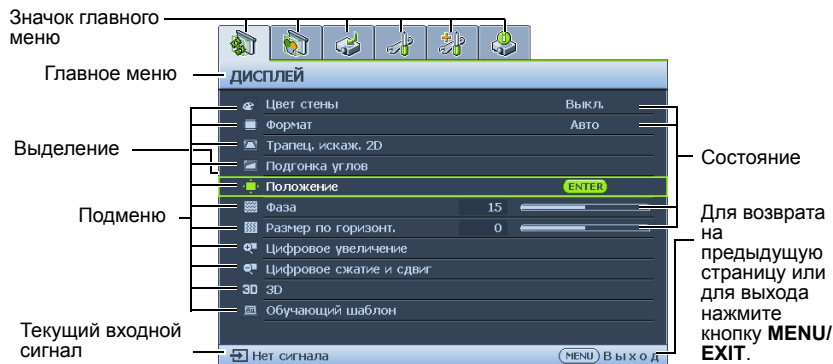 Значок главного
меню
Главное меню
ДИСПЛЕЙ
Цвет стены Выкл.
Формат Авто
Трапец. искаж. 2D
Выделение
Подгонка углов
Состояние
Положение ENTER
Подменю
Фаза 15
Размер по горизонт. 0
Цифровое увеличение
Цифровое сжатие и сдвиг
3D 3D
Обучающий шаблон
Для возврата
на
предыдущую
страницу или
для выхода
нажмите
кнопку MENU/
EXIT.
Текущий входной
сигнал
Нет сигнала MENU Выход